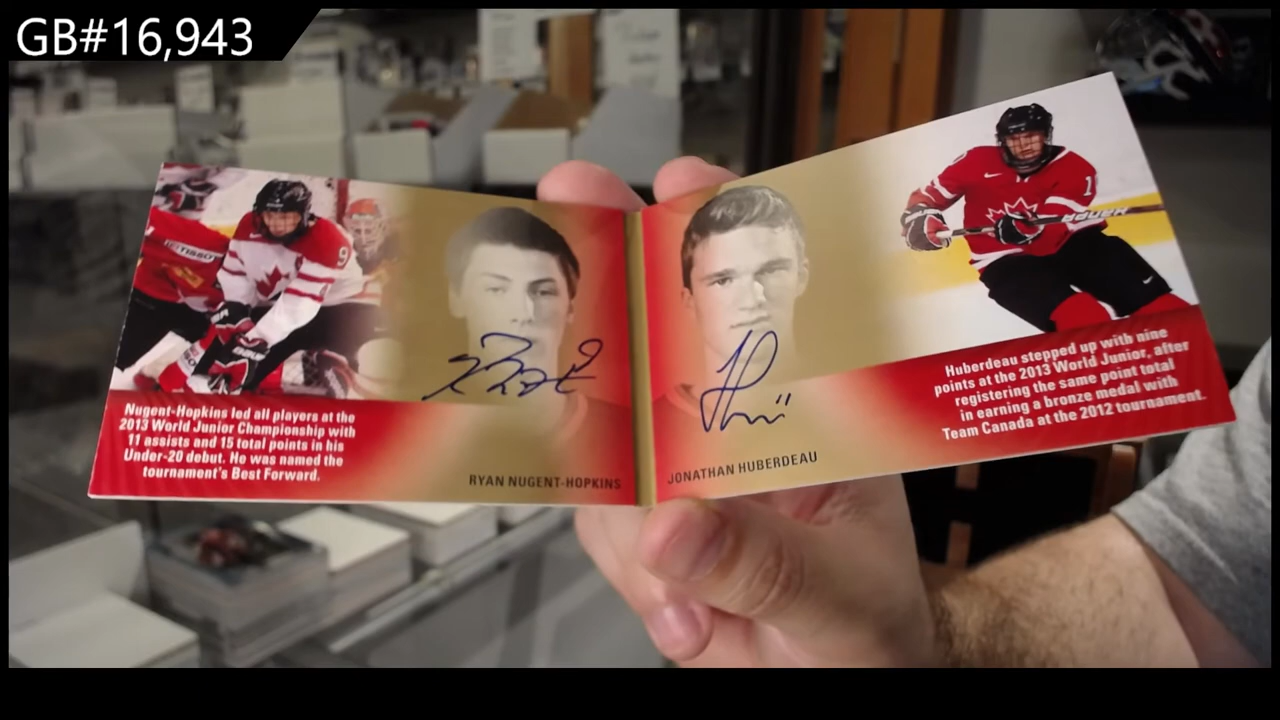 GB#16,943
9
TISSOT
Nugent-Hopkins led all players at the
2013 World Junior Championship with
11 assists and 15 total points in his
Under-20 debut. He was named the
tournament's Best Forward.
RYAN NUGENT-HOPKINS
JONATHAN HUBERDEAU
1
Huberdeau stepped up with nine
points at the 2013 World Junior, after
registering the same point total
in earning a bronze medal with
Team Canada at the 2012 tournament.